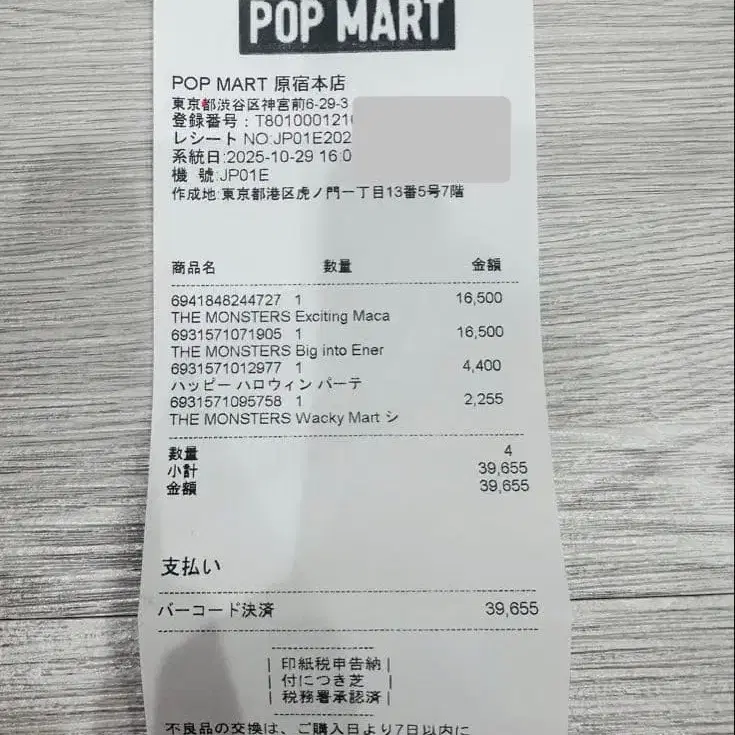 POP MART
POP MART 原宿本店
東京都渋谷区神宮前6-29-3
登録番号:T801000121
レシート NO:JP01E202
系統日:2025-10-29 16:0
機 號:JP01E
作成地:東京都港区虎ノ門一丁目13番5号7階
商品名 数量 金額
6941848244727 1 16,500
THE MONSTERS Exciting Maca
6931571071905 1 16,500
THE MONSTERS Big into Ener
6931571012977 1 4,400
ハッピー ハロウィン パーテ
6931571095758 1 2,255
THE MONSTERS Wacky Mart シ
数量 4
小計 39,655
金額 39,655
支払い
バーコード決済 39,655
印紙税申告納
付につき芝
税務署承認済
不良品の交換は、ご購入日より7日以内に